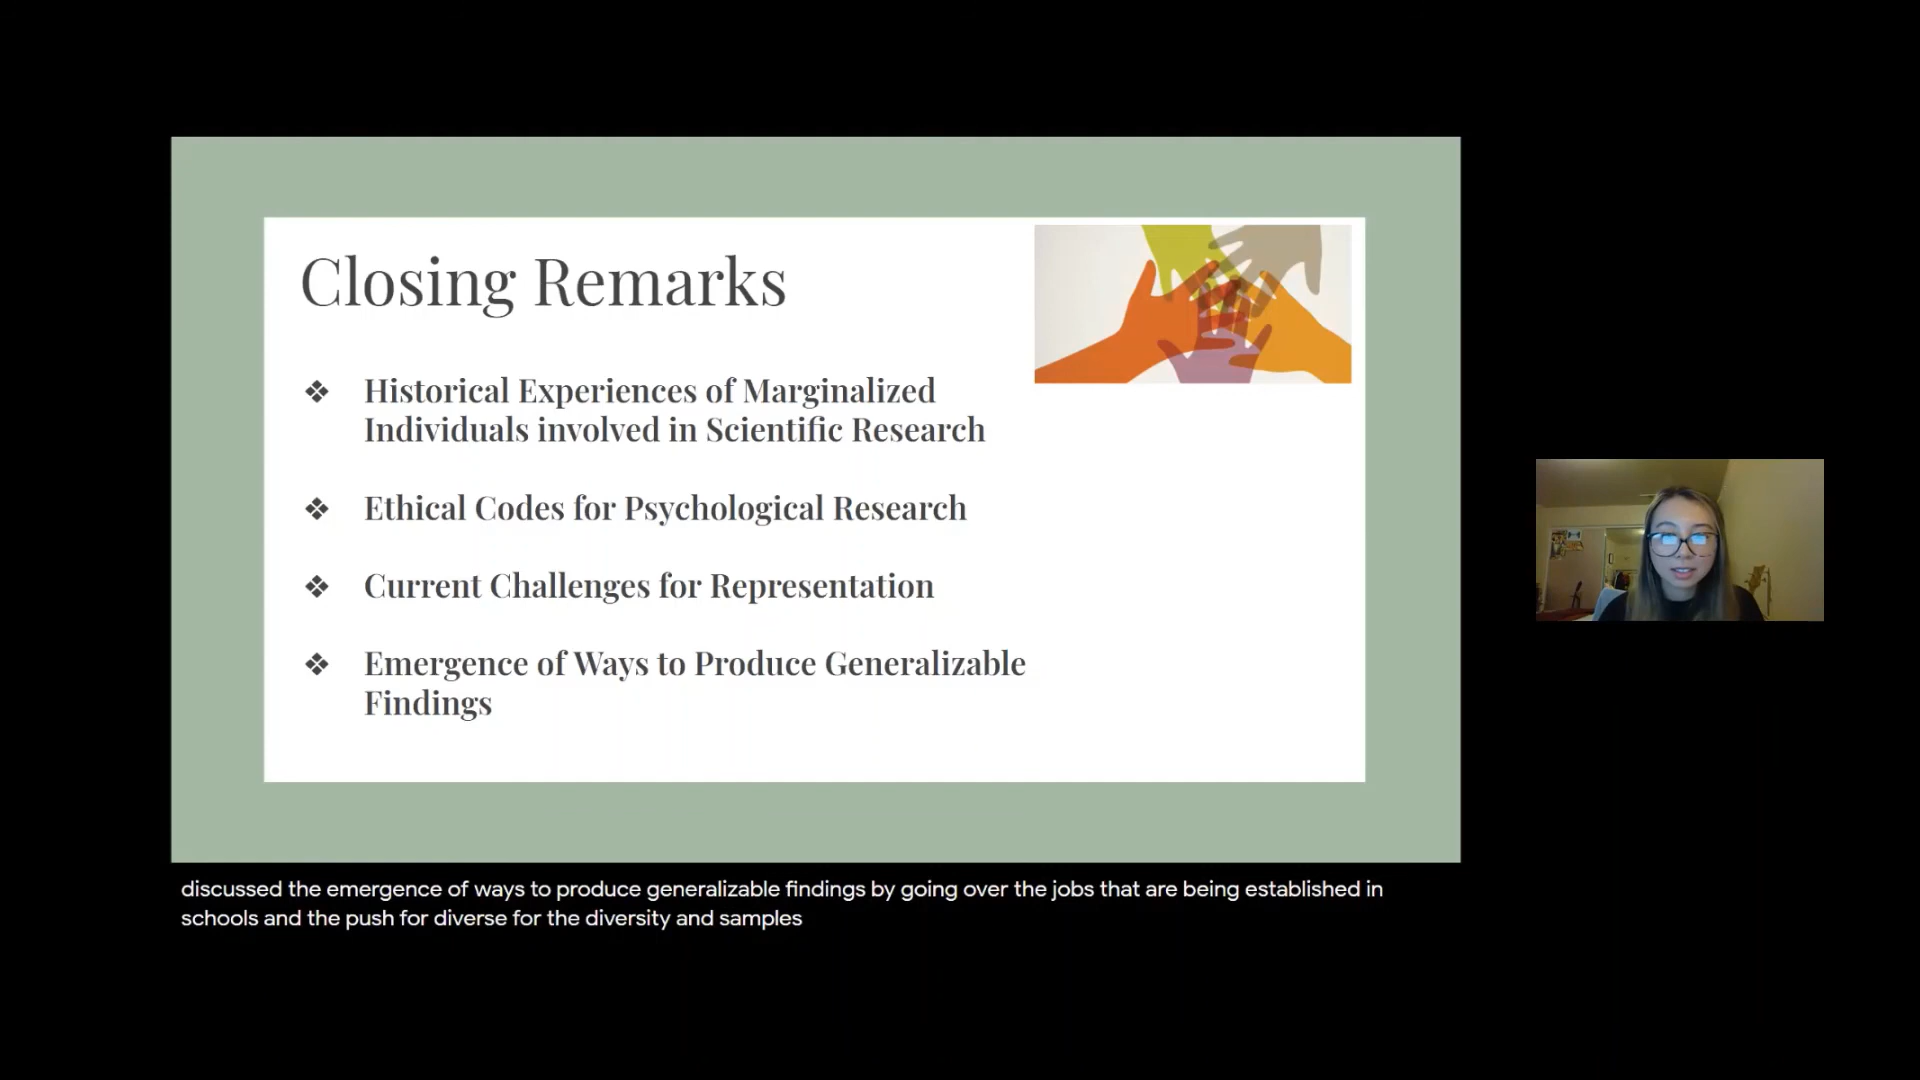 Closing Remarks
❖ Historical Experiences of Marginalized
Individuals involved in Scientific Research
❖ Ethical Codes for Psychological Research
❖ Current Challenges for Representation
❖ Emergence of Ways to Produce Generalizable
Findings
discussed the emergence of ways to produce generalizable findings by going over the jobs that are being established in
schools and the push for diverse for the diversity and samples